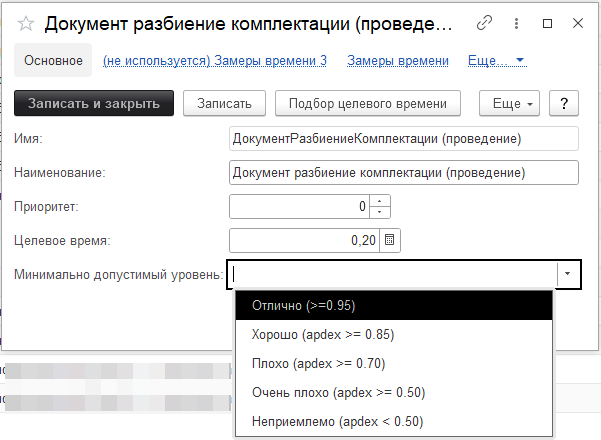 Документ разбиение комплектации (проведе...
Основное (не используется) Замеры времени 3 Замеры времени Еще...
Записать и закрыть Записать Подбор целевого времени Еще ?
Имя: ДокументРазбиениеКомплектации (проведение)
Наименование: Документ разбиение комплектации (проведение)
Приоритет: 0
Целевое время: 0,20
Минимально допустимый уровень:
Отлично (>=0.95)
Хорошо (apdex >= 0.85)
Плохо (apdex >= 0.70)
Очень плохо (apdex >= 0.50)
Неприемлемо (apdex < 0.50)